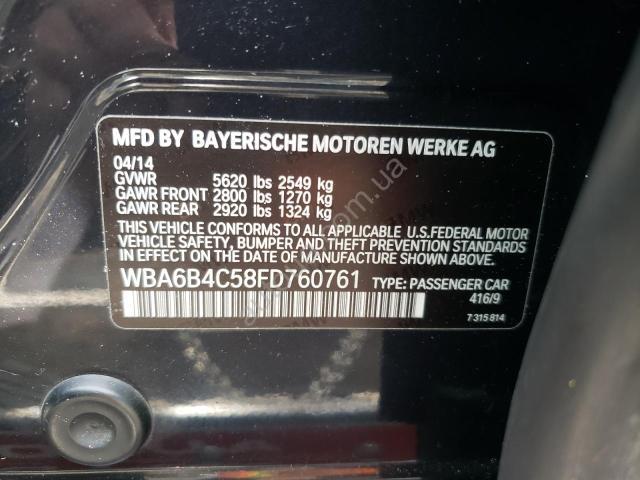 MFD BY BAYERISCHE MOTOREN WERKE AG
04/14
GVWR 5620 lbs 2549 kg
GAWR FRONT 2800 lbs 1270 kg
GAWR REAR 2920 lbs 1324 kg
THIS VEHICLE CONFORMS TO ALL APPLICABLE U.S.FEDERAL MOTOR
VEHICLE SAFETY, BUMPER AND THEFT PREVENTION STANDARDS
IN EFFECT ON THE DATE OF MANUFACTURE SHOWN ABOVE.
WBA6B4C58FD760761 TYPE: PASSENGER CAR
416/9
7 315 814